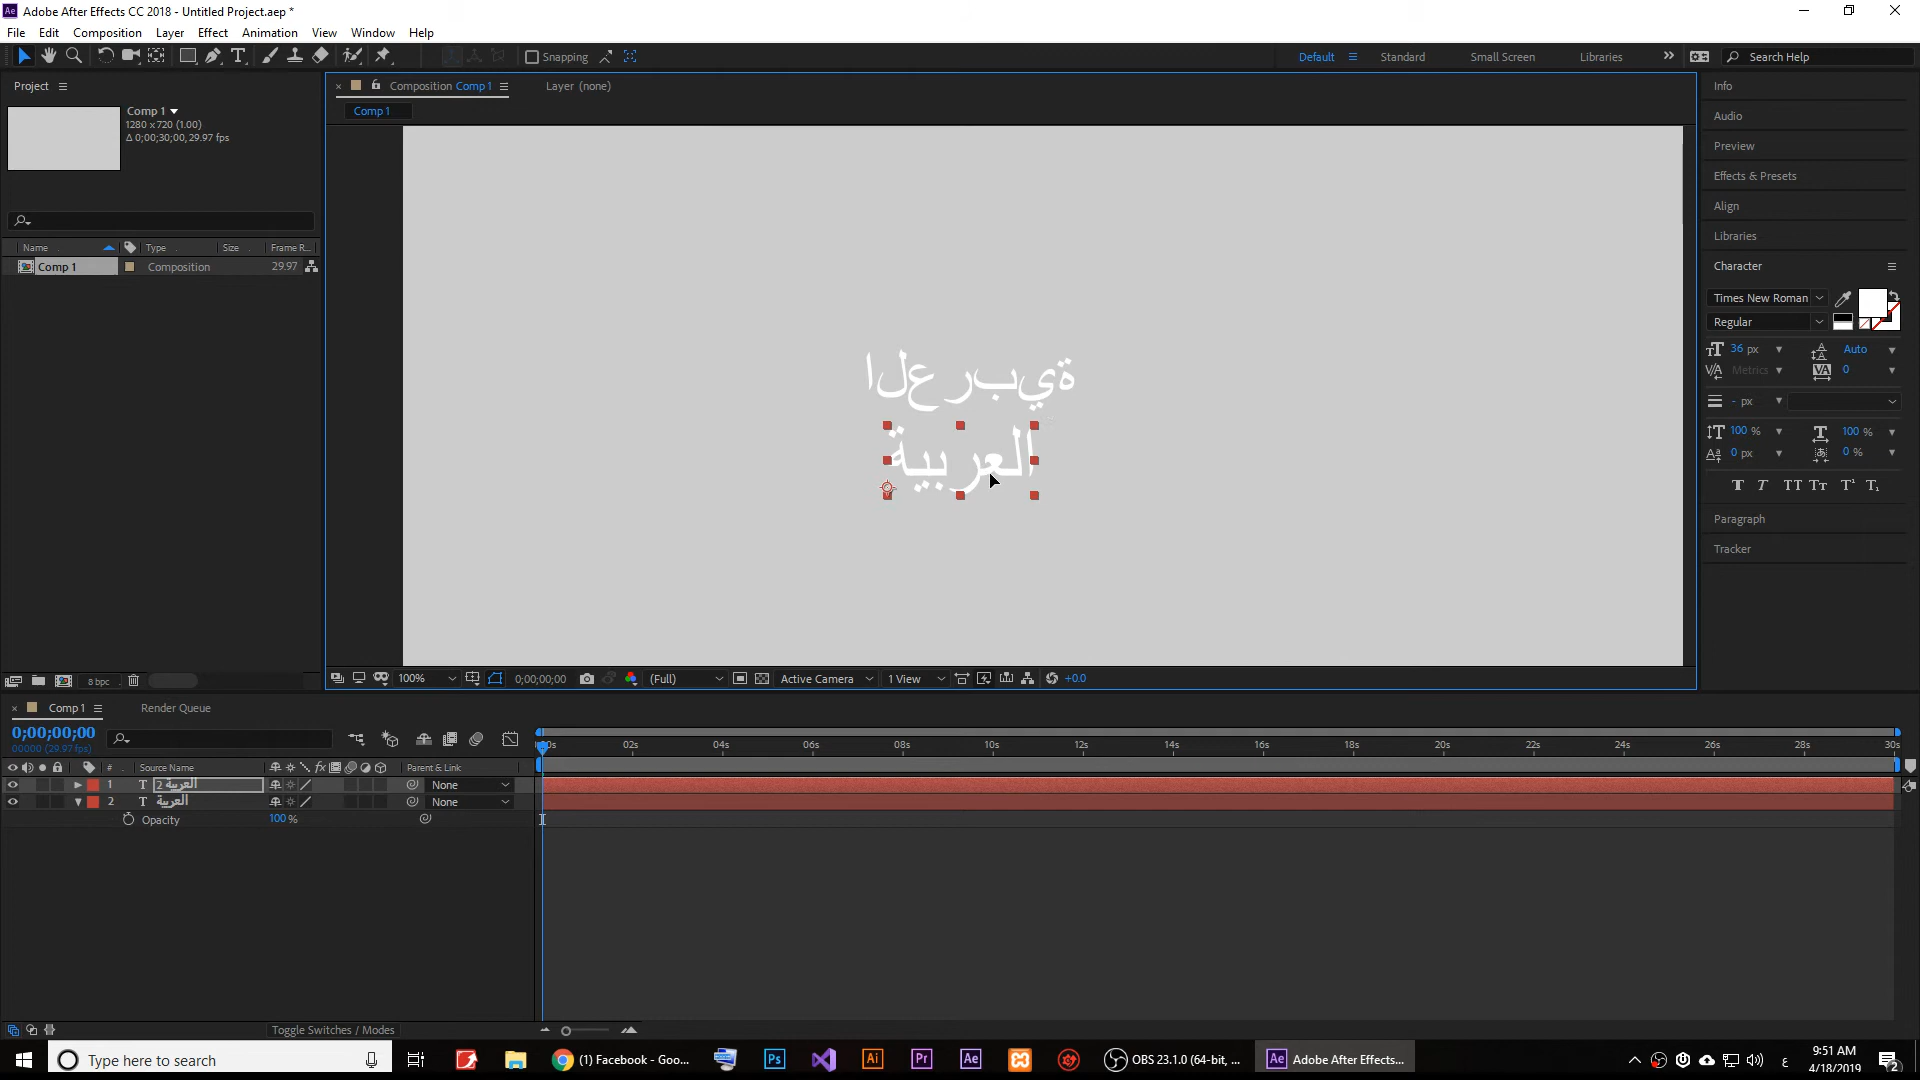 Adobe After Effects CC 2018 - Untitled Project.aep *
File Edit Composition Layer Effect Animation View Window Help
Snapping
Default Standard Small Screen Libraries Search Help
Project
Comp 1
1280 x 720 (1.00)
Δ 0;00;30;00, 29.97 fps
Name Type Size Frame R...
Comp 1 Composition 29.97
8 bpc
Composition Comp 1 Layer (none)
Comp 1
ا ل ع ر ب ي ة
العربية
100% 0;00;00;00 (Full) Active Camera 1 View +0.0
Info
Audio
Preview
Effects & Presets
Align
Libraries
Character
Times New Roman
Regular
36 px Auto
Metrics 0
- px
100 % 100 %
0 px 0 %
Paragraph
Tracker
Comp 1 Render Queue
0;00;00;00
00000 (29.97 fps)
# Source Name Parent & Link
1 العربية 2 None
2 العربية None
Opacity 100 %
02s 04s 06s 08s 10s 12s 14s 16s 18s 20s 22s 24s 26s 28s 30s
Toggle Switches / Modes
Type here to search
(1) Facebook - Goo...
OBS 23.1.0 (64-bit, ...
Adobe After Effects...
ع
9:51 AM
4/18/2019
2